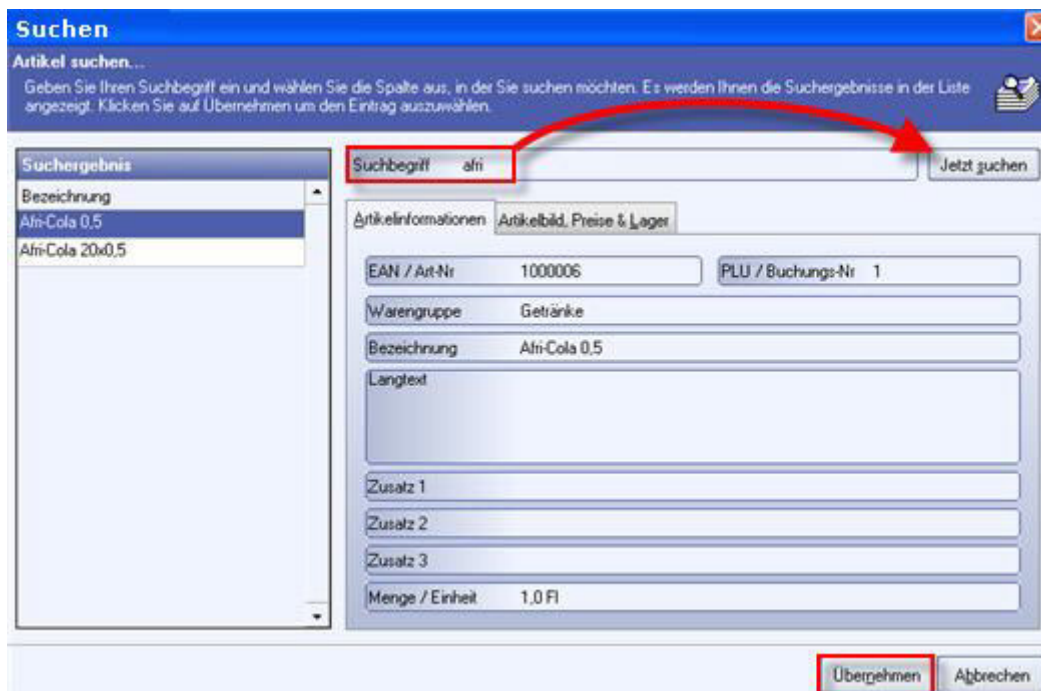 Suchen
Artikel suchen...
Geben Sie Ihren Suchbegriff ein und wählen Sie die Spalte aus, in der Sie suchen möchten. Es werden Ihnen die Suchergebnisse in der Liste
angezeigt. Klicken Sie auf Übernehmen um den Eintrag auszuwählen.
Suchergebnis
Bezeichnung
Afri-Cola 0,5
Afri-Cola 20x0,5
Suchbegriff afri
Jetzt suchen
Artikelinformationen Artikelbild, Preise & Lager
EAN / Art-Nr 1000006 PLU / Buchungs-Nr 1
Warengruppe Getränke
Bezeichnung Afri-Cola 0,5
Langtext
Zusatz 1
Zusatz 2
Zusatz 3
Menge / Einheit 1,0 Fl
Übernehmen Abbrechen